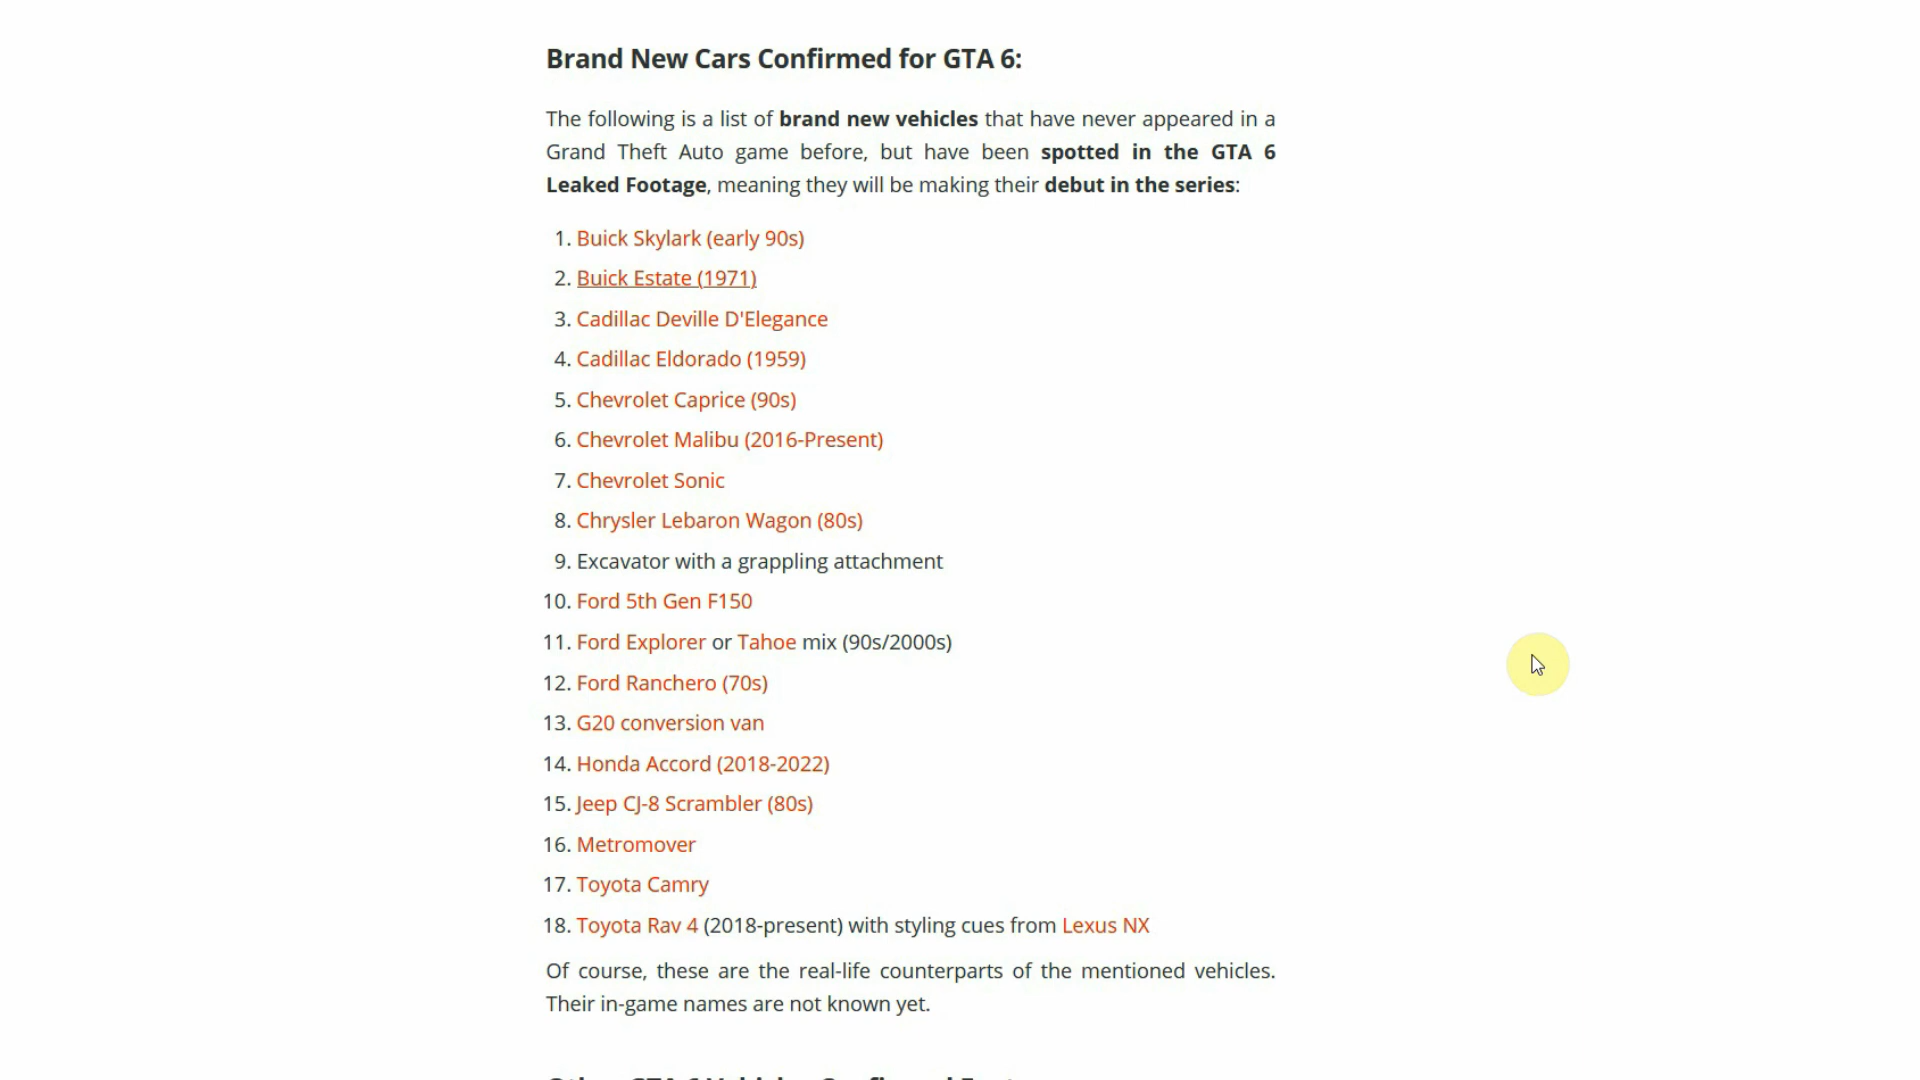 Brand New Cars Confirmed for GTA 6:
The following is a list of brand new vehicles that have never appeared in a
Grand Theft Auto game before, but have been spotted in the GTA 6
Leaked Footage, meaning they will be making their debut in the series:
1. Buick Skylark (early 90s)
2. Buick Estate (1971)
3. Cadillac Deville D'Elegance
4. Cadillac Eldorado (1959)
5. Chevrolet Caprice (90s)
6. Chevrolet Malibu (2016-Present)
7. Chevrolet Sonic
8. Chrysler Lebaron Wagon (80s)
9. Excavator with a grappling attachment
10. Ford 5th Gen F150
11. Ford Explorer or Tahoe mix (90s/2000s)
12. Ford Ranchero (70s)
13. G20 conversion van
14. Honda Accord (2018-2022)
15. Jeep CJ-8 Scrambler (80s)
16. Metromover
17. Toyota Camry
18. Toyota Rav 4 (2018-present) with styling cues from Lexus NX
Of course, these are the real-life counterparts of the mentioned vehicles.
Their in-game names are not known yet.